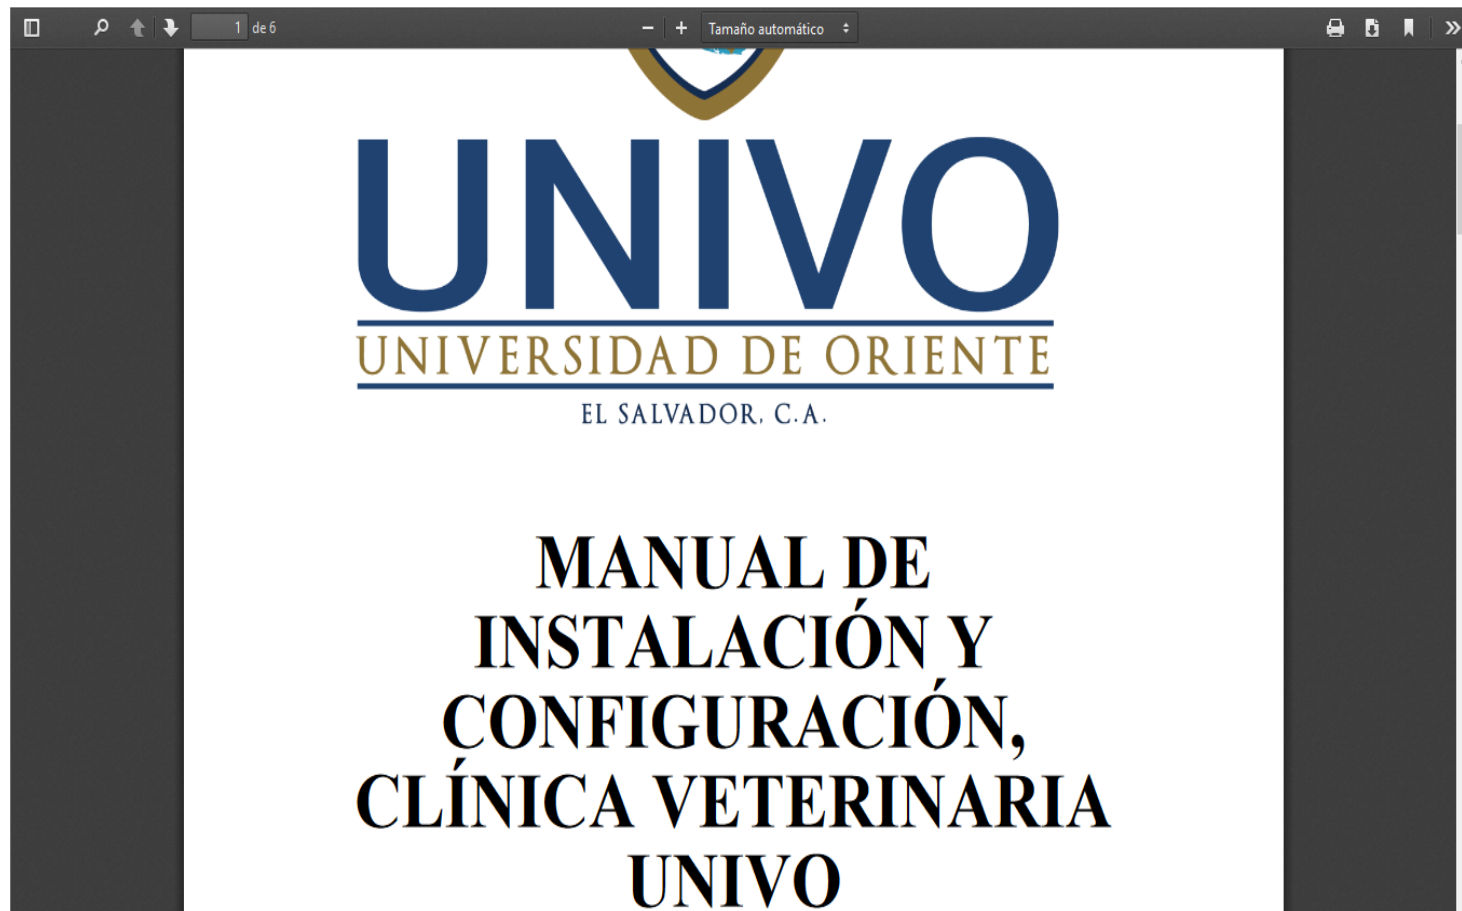 1 de 6 Tamaño automático
UNIVO
UNIVERSIDAD DE ORIENTE
EL SALVADOR, C.A.
MANUAL DE
INSTALACIÓN Y
CONFIGURACIÓN,
CLÍNICA VETERINARIA
UNIVO